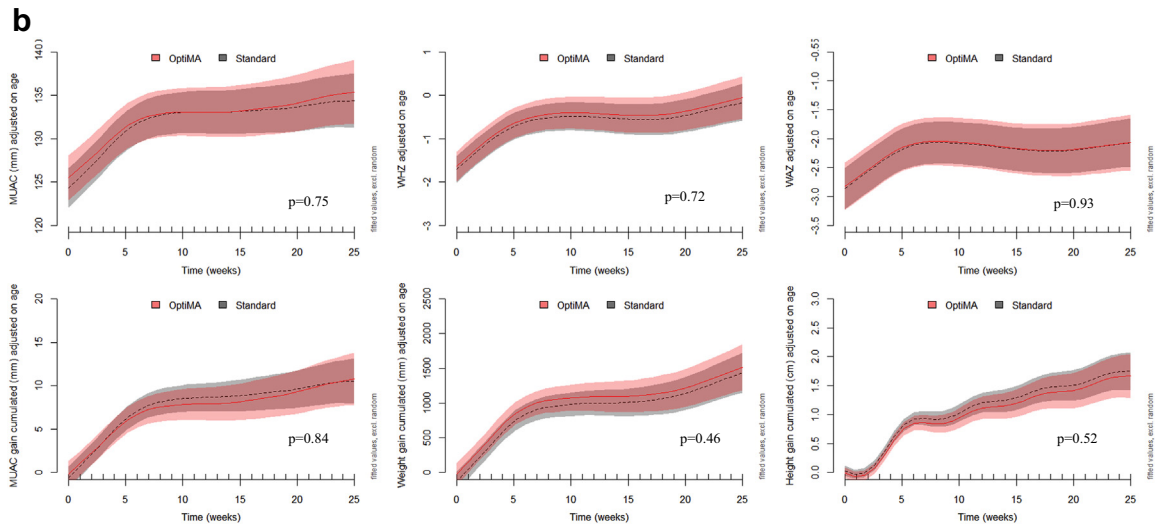 b
OptiMA Standard
MUAC (mm) adjusted on age
120 125 130 135
p=0.75
fitted values, excl. random
0 5 10 15 20 25
Time (weeks)
OptiMA Standard
WHZ adjusted on age
-3 -2 -1 0 1
p=0.72
fitted values, excl. random
0 5 10 15 20 25
Time (weeks)
OptiMA Standard
WAZ adjusted on age
-3.5 -3.0 -2.5 -2.0 -1.5 -1.0
p=0.93
fitted values, excl. random
0 5 10 15 20 25
Time (weeks)
OptiMA Standard
MUAC gain cumulated (mm) adjusted on age
0 5 10 15 20
p=0.84
fitted values, excl. random
0 5 10 15 20 25
Time (weeks)
OptiMA Standard
Weight gain cumulated (mm) adjusted on age
0 500 1000 1500 2000 2500
p=0.46
fitted values, excl. random
0 5 10 15 20 25
Time (weeks)
OptiMA Standard
Height gain cumulated (cm) adjusted on age
0.0 0.5 1.0 1.5 2.0 2.5 3.0
p=0.52
fitted values, excl. random
0 5 10 15 20 25
Time (weeks)